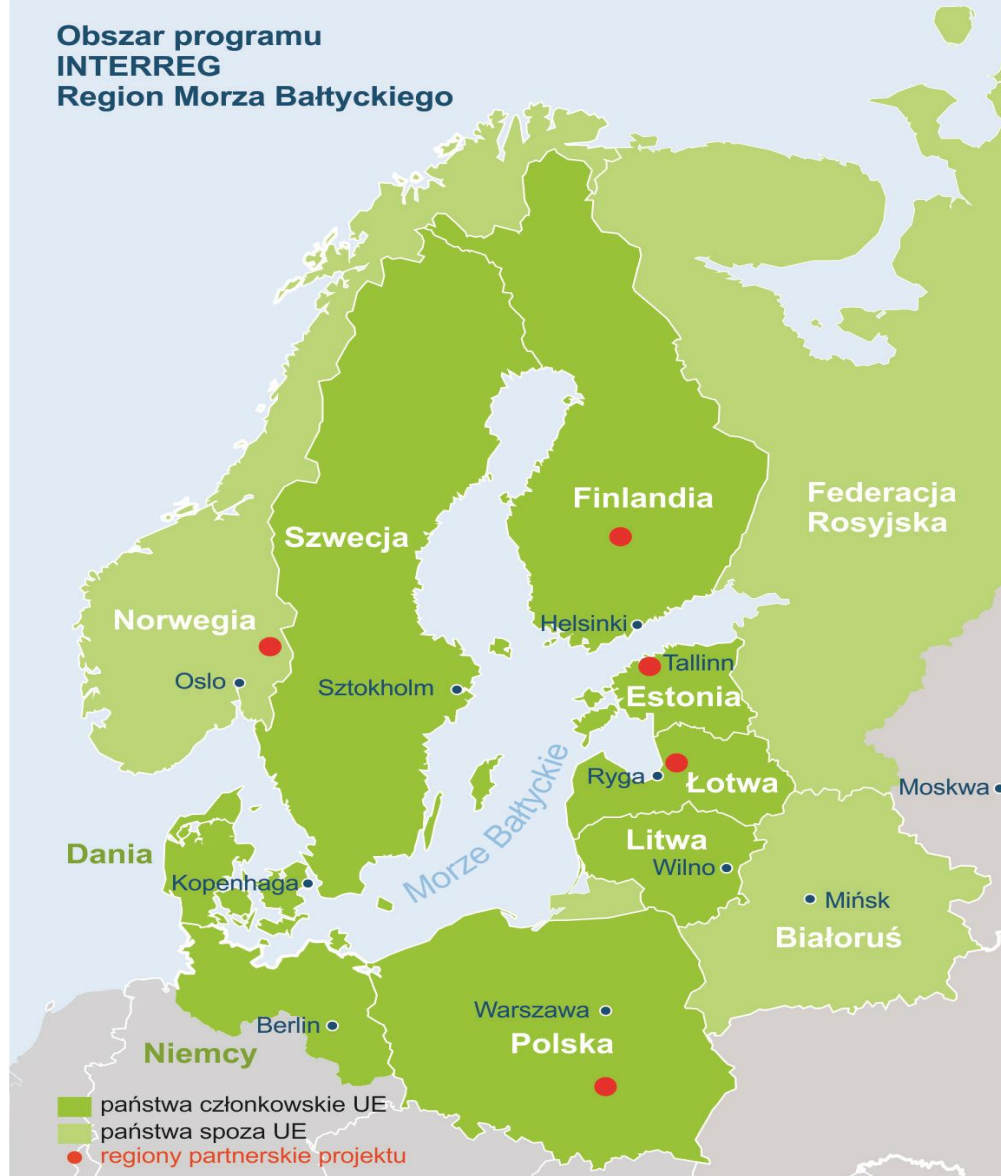 Obszar programu
INTERREG
Region Morza Bałtyckiego
Finlandia
Federacja
Rosyjska
Szwecja
Norwegia
Helsinki
Tallinn
Oslo
Sztokholm
Estonia
Morze Bałtyckie
Ryga
Łotwa
Moskwa
Litwa
Dania
Wilno
Kopenhaga
Mińsk
Białoruś
Warszawa
Berlin
Polska
Niemcy
państwa członkowskie UE
państwa spoza UE
regiony partnerskie projektu